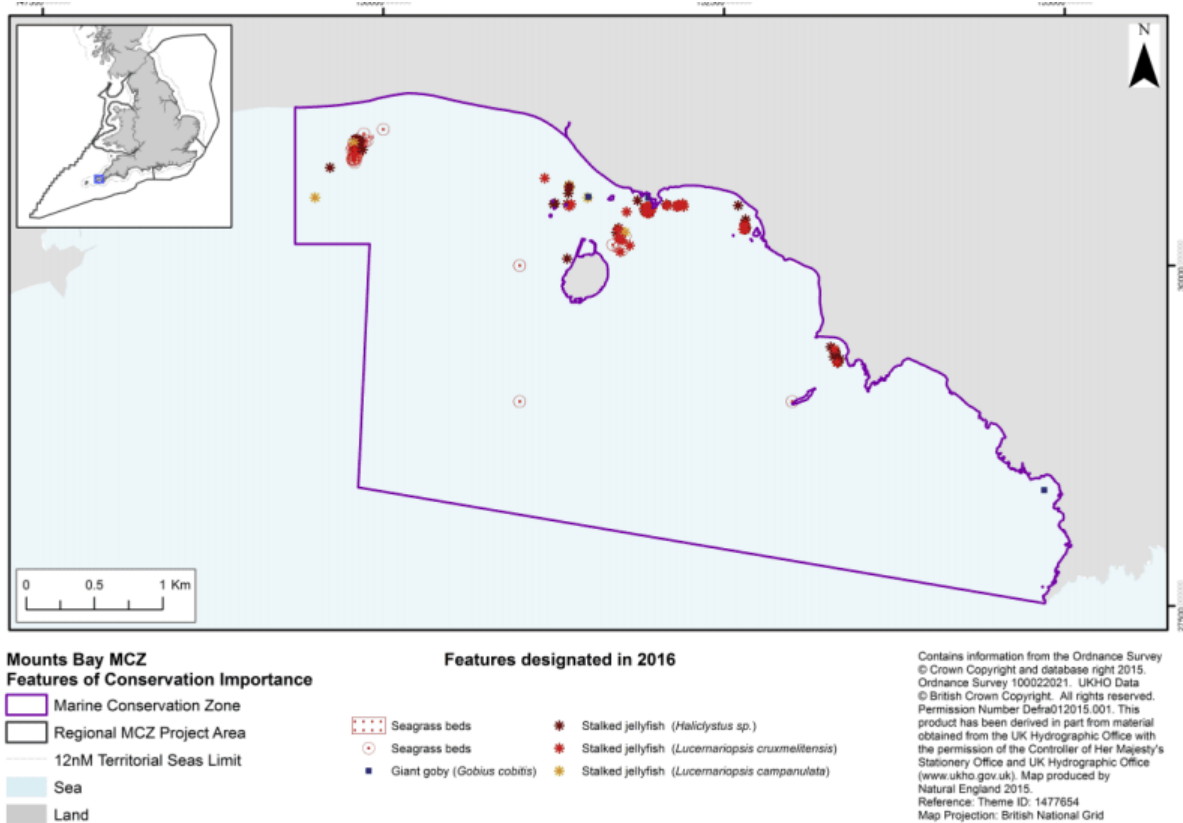 N
30000
27500
0 0.5 1 Km
Mounts Bay MCZ
Features of Conservation Importance
Marine Conservation Zone
Regional MCZ Project Area
12nM Territorial Seas Limit
Sea
Land
Features designated in 2016
Seagrass beds
Seagrass beds
Giant goby (Gobius cobitis)
Stalked jellyfish (Haliclystus sp.)
Stalked jellyfish (Lucernariopsis cruxmelitensis)
Stalked jellyfish (Lucernariopsis campanulata)
Contains information from the Ordnance Survey
© Crown Copyright and database right 2015.
Ordnance Survey 100022021. UKHO Data
© British Crown Copyright. All rights reserved.
Permission Number Defra012015.001. This
product has been derived in part from material
obtained from the UK Hydrographic Office with
the permission of the Controller of Her Majesty's
Stationery Office and UK Hydrographic Office
(www.ukho.gov.uk). Map produced by
Natural England 2015.
Reference: Theme ID: 1477654
Map Projection: British National Grid